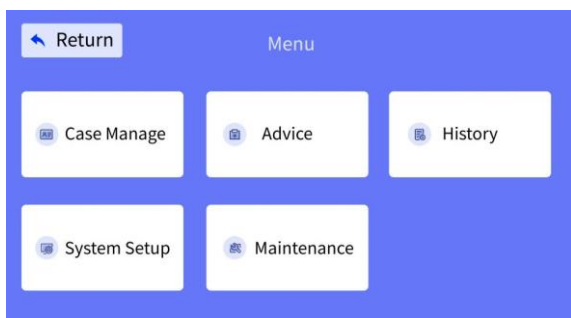 Return
Menu
Case Manage
Advice
History
System Setup
Maintenance